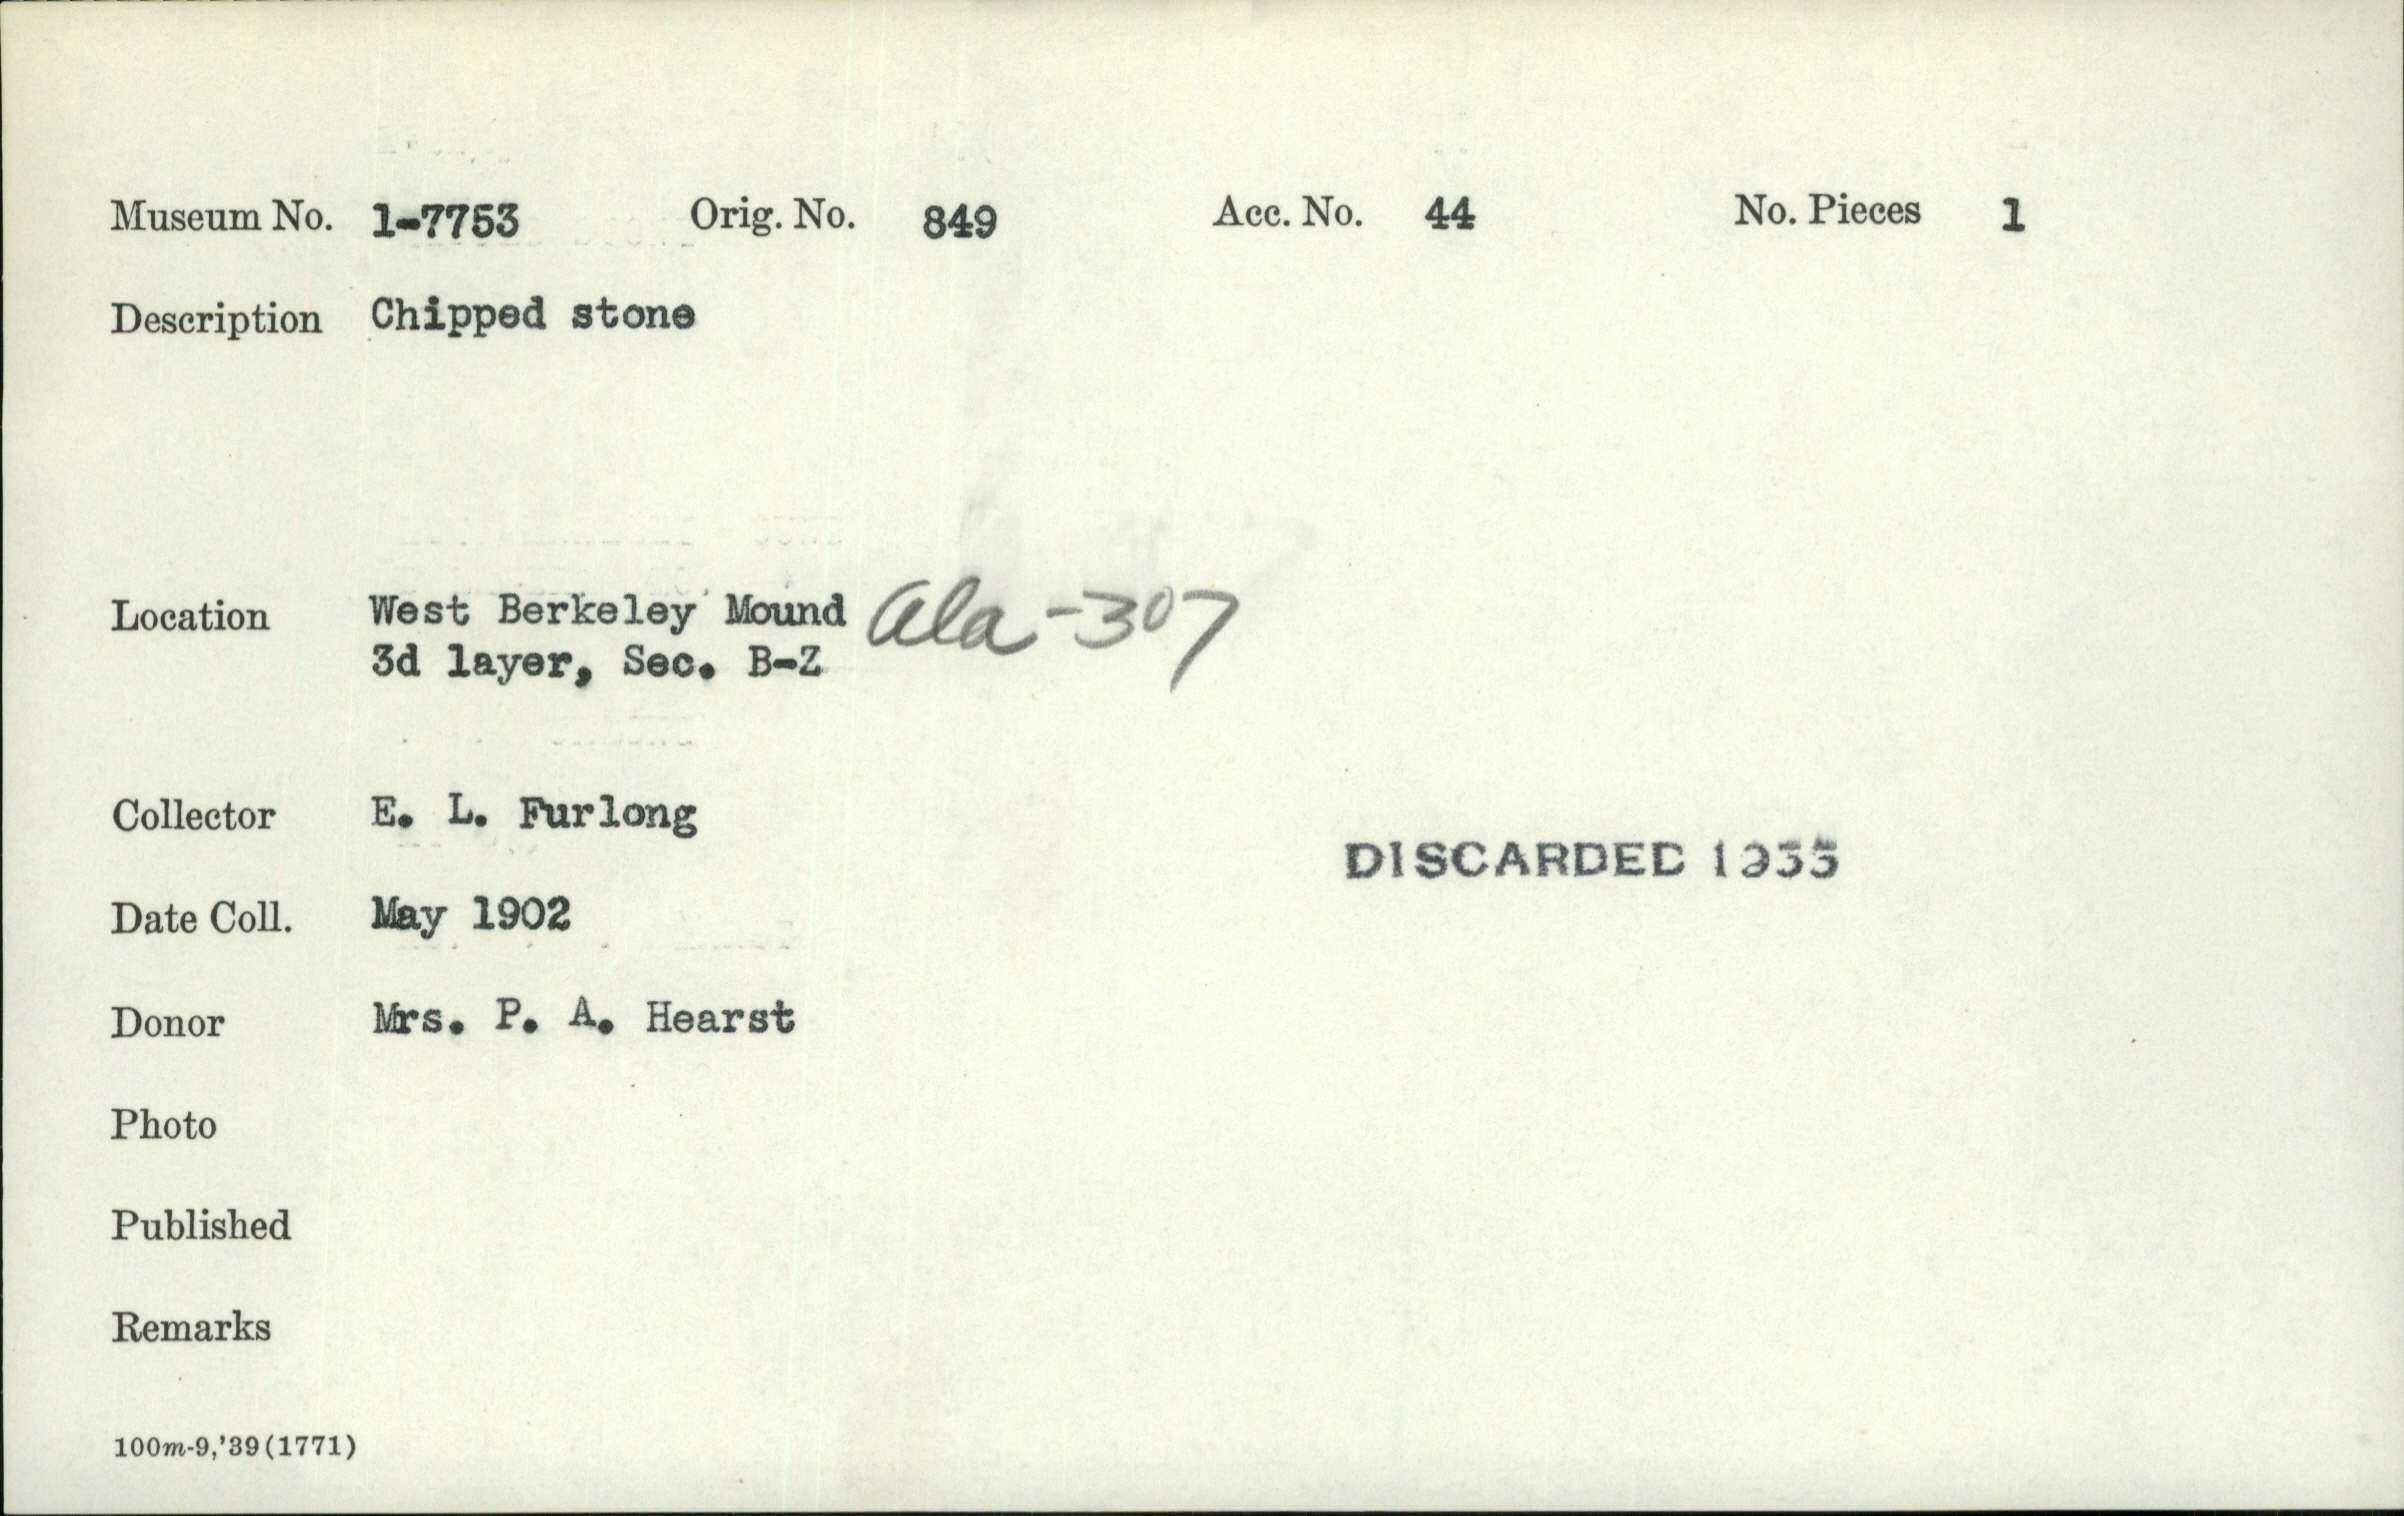 Museum No. 1-7753 Orig. No. 849 Acc. No. 44 No. Pieces 1
Description Chipped stone
Location West Berkeley Mound Ala-307
3d layer, Sec. B-Z
Collector E. L. Furlong
DISCARDED
Date Coll. May 1902
Donor Mrs. P. A. Hearst
Photo
Published
Remarks
100m-9,'39(1771)